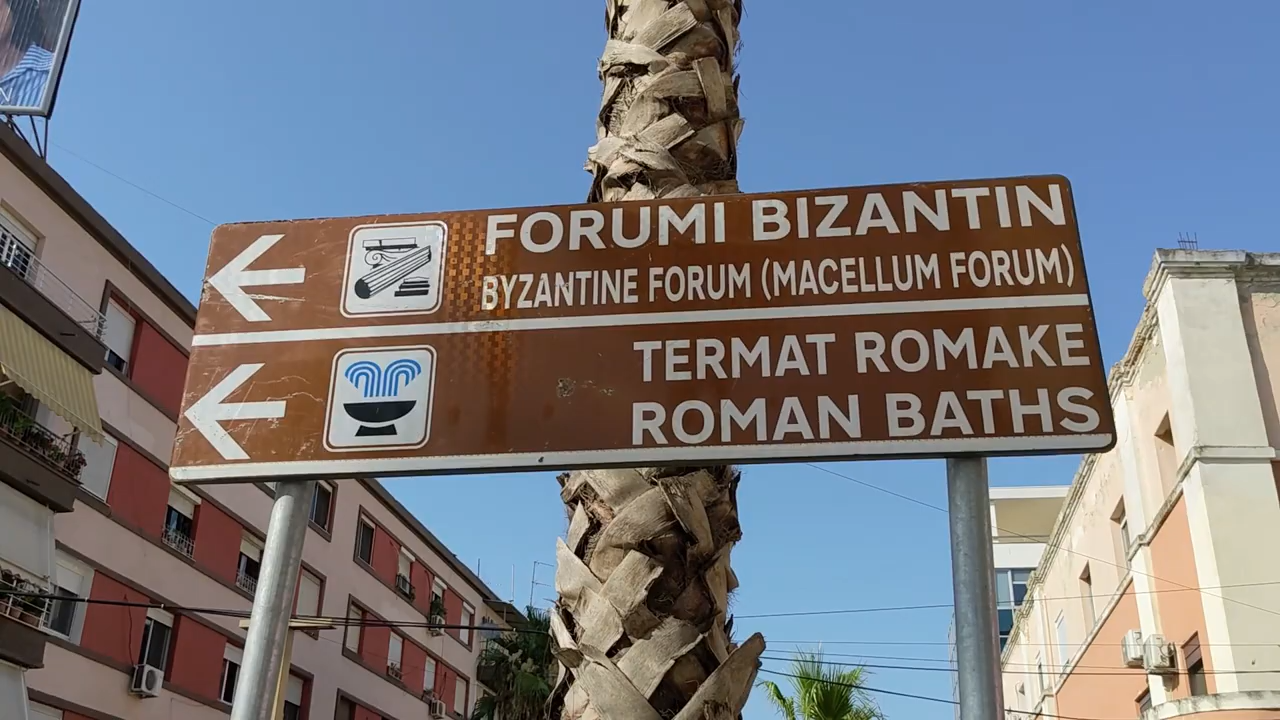 FORUMI BIZANTIN
BYZANTINE FORUM (MACELLUM FORUM)
TERMAT ROMAKE
ROMAN BATHS